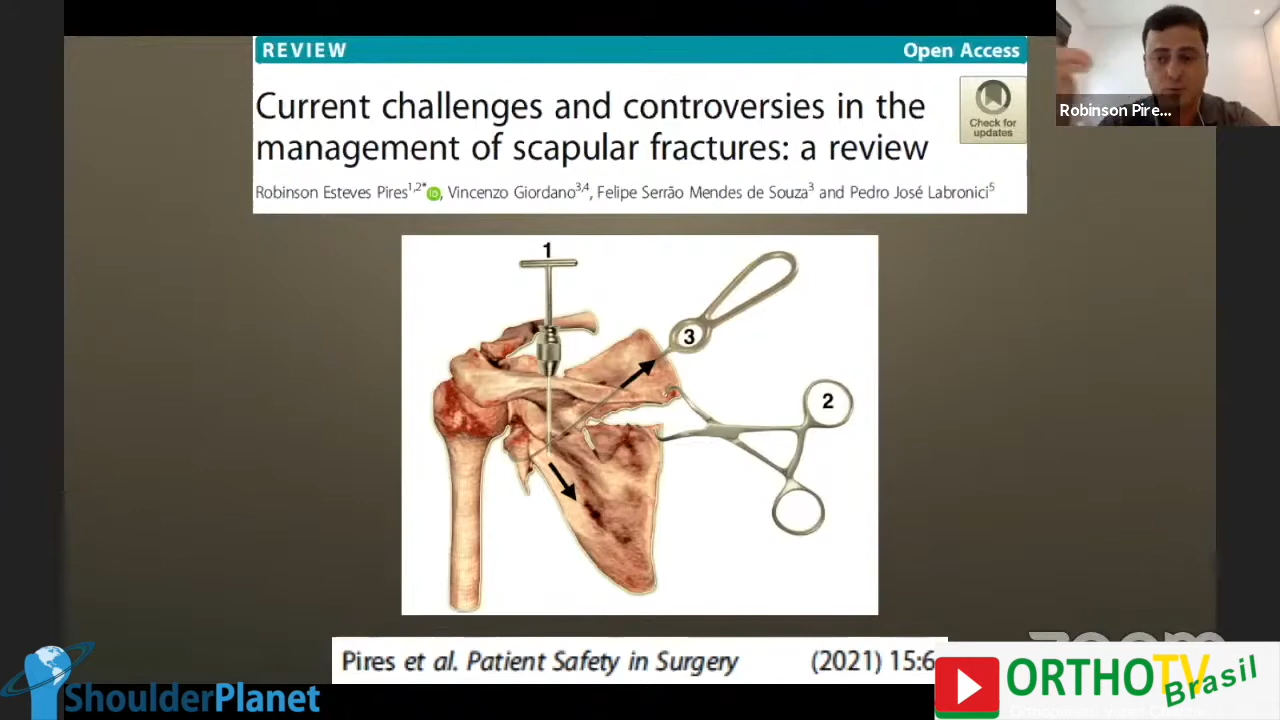 REVIEW Open Access
Current challenges and controversies in the
management of scapular fractures: a review
Check for
updates
Robinson Esteves Pires1,2* iD, Vincenzo Giordano3,4, Felipe Serrão Mendes de Souza3 and Pedro José Labronici5
Robinson Pire...
1
3
2
Pires et al. Patient Safety in Surgery (2021) 15:6
zoom
ShoulderPlanet
ORTHOTV
Brasil